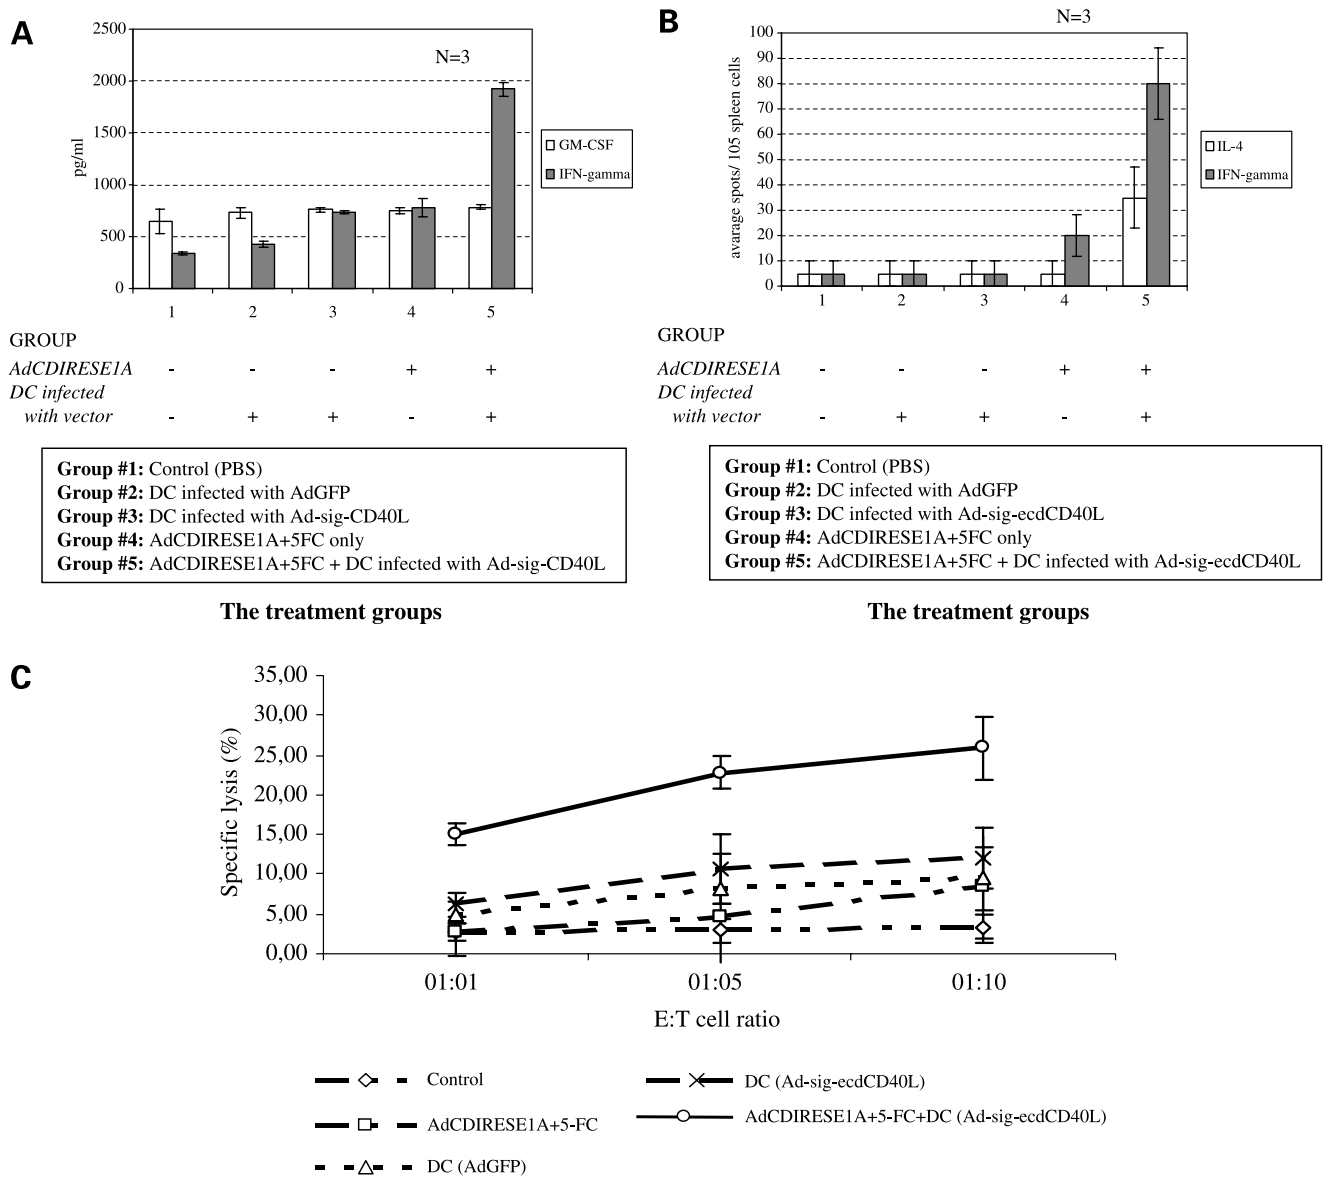 A
N=3
pg/ml
2500
2000
1500
1000
500
0
GM-CSF
IFN-gamma
1 2 3 4 5
GROUP
AdCDIRESE1A - - - + +
DC infected
with vector - + + - +
Group #1: Control (PBS)
Group #2: DC infected with AdGFP
Group #3: DC infected with Ad-sig-CD40L
Group #4: AdCDIRESE1A+5FC only
Group #5: AdCDIRESE1A+5FC + DC infected with Ad-sig-CD40L
The treatment groups
B
N=3
avarage spots/ 105 spleen cells
100
90
80
70
60
50
40
30
20
10
0
IL-4
IFN-gamma
1 2 3 4 5
GROUP
AdCDIRESE1A - - - + +
DC infected
with vector - + + - +
Group #1: Control (PBS)
Group #2: DC infected with AdGFP
Group #3: DC infected with Ad-sig-ecdCD40L
Group #4: AdCDIRESE1A+5FC only
Group #5: AdCDIRESE1A+5FC + DC infected with Ad-sig-ecdCD40L
The treatment groups
C
Specific lysis (%)
35,00
30,00
25,00
20,00
15,00
10,00
5,00
0,00
01:01 01:05 01:10
E:T cell ratio
Control
AdCDIRESE1A+5-FC
DC (AdGFP)
DC (Ad-sig-ecdCD40L)
AdCDIRESE1A+5-FC+DC (Ad-sig-ecdCD40L)